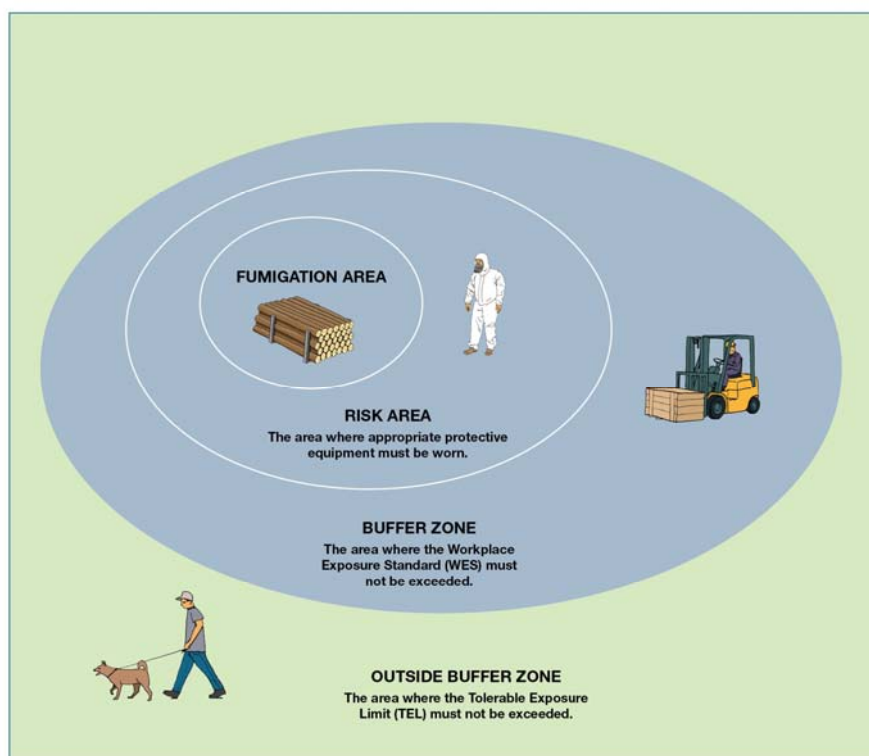 FUMIGATION AREA
RISK AREA
The area where appropriate protective
equipment must be worn.
BUFFER ZONE
The area where the Workplace
Exposure Standard (WES) must
not be exceeded.
OUTSIDE BUFFER ZONE
The area where the Tolerable Exposure
Limit (TEL) must not be exceeded.